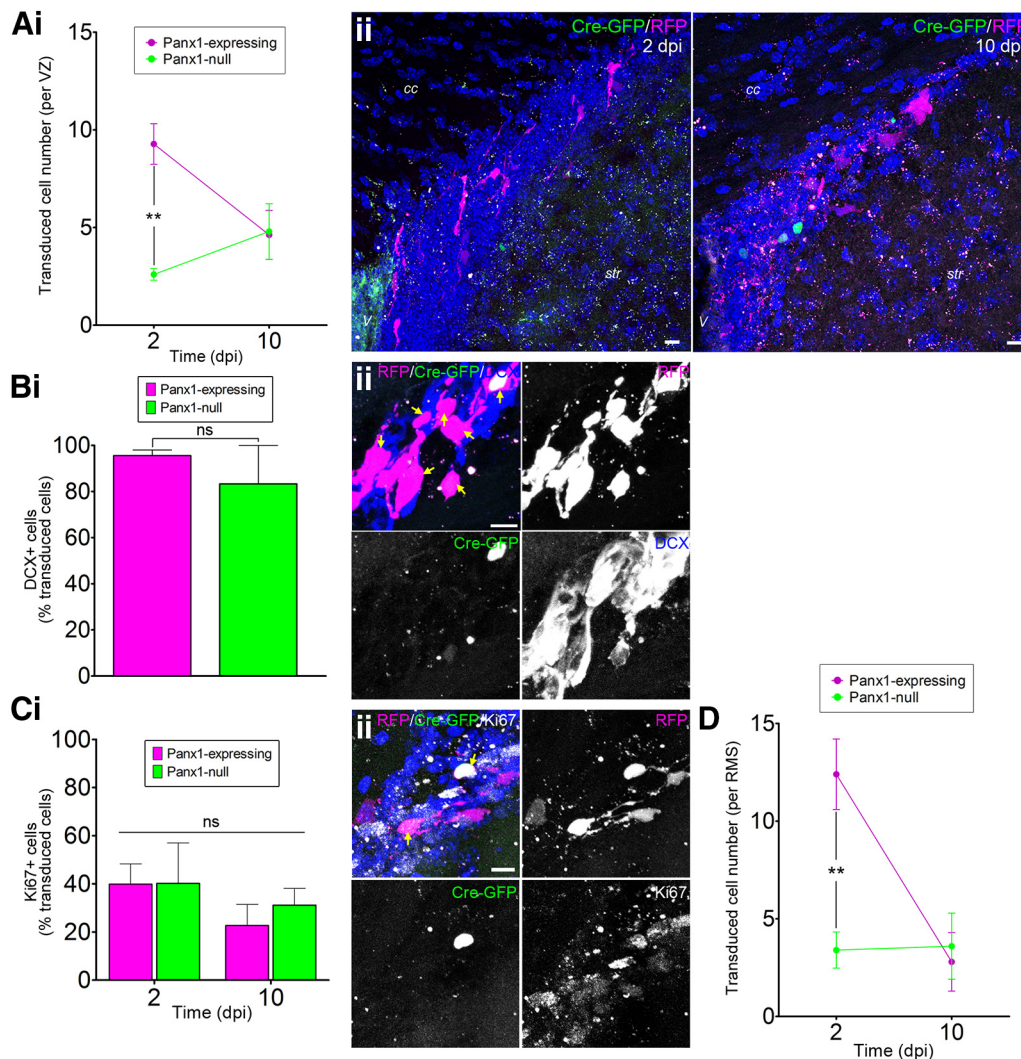 Ai
Panx1-expressing
Panx1-null
Transduced cell number (per VZ)
15
10
5
0
**
2
10
Time (dpi)
ii
Cre-GFP/RFP
2 dpi
cc
str
V
Cre-GFP/RFP
10 dp
cc
str
V
Bi
Panx1-expressing
Panx1-null
DCX+ cells
(% transduced cells)
100
80
60
40
20
0
ns
ii
RFP/Cre-GFP/DCX
RFP
Cre-GFP
DCX
Ci
Panx1-expressing
Panx1-null
Ki67+ cells
(% transduced cells)
100
80
60
40
20
0
ns
2
10
Time (dpi)
ii
RFP/Cre-GFP/Ki67
RFP
Cre-GFP
Ki67
D
Panx1-expressing
Panx1-null
Transduced cell number (per RMS)
15
10
5
0
**
2
10
Time (dpi)